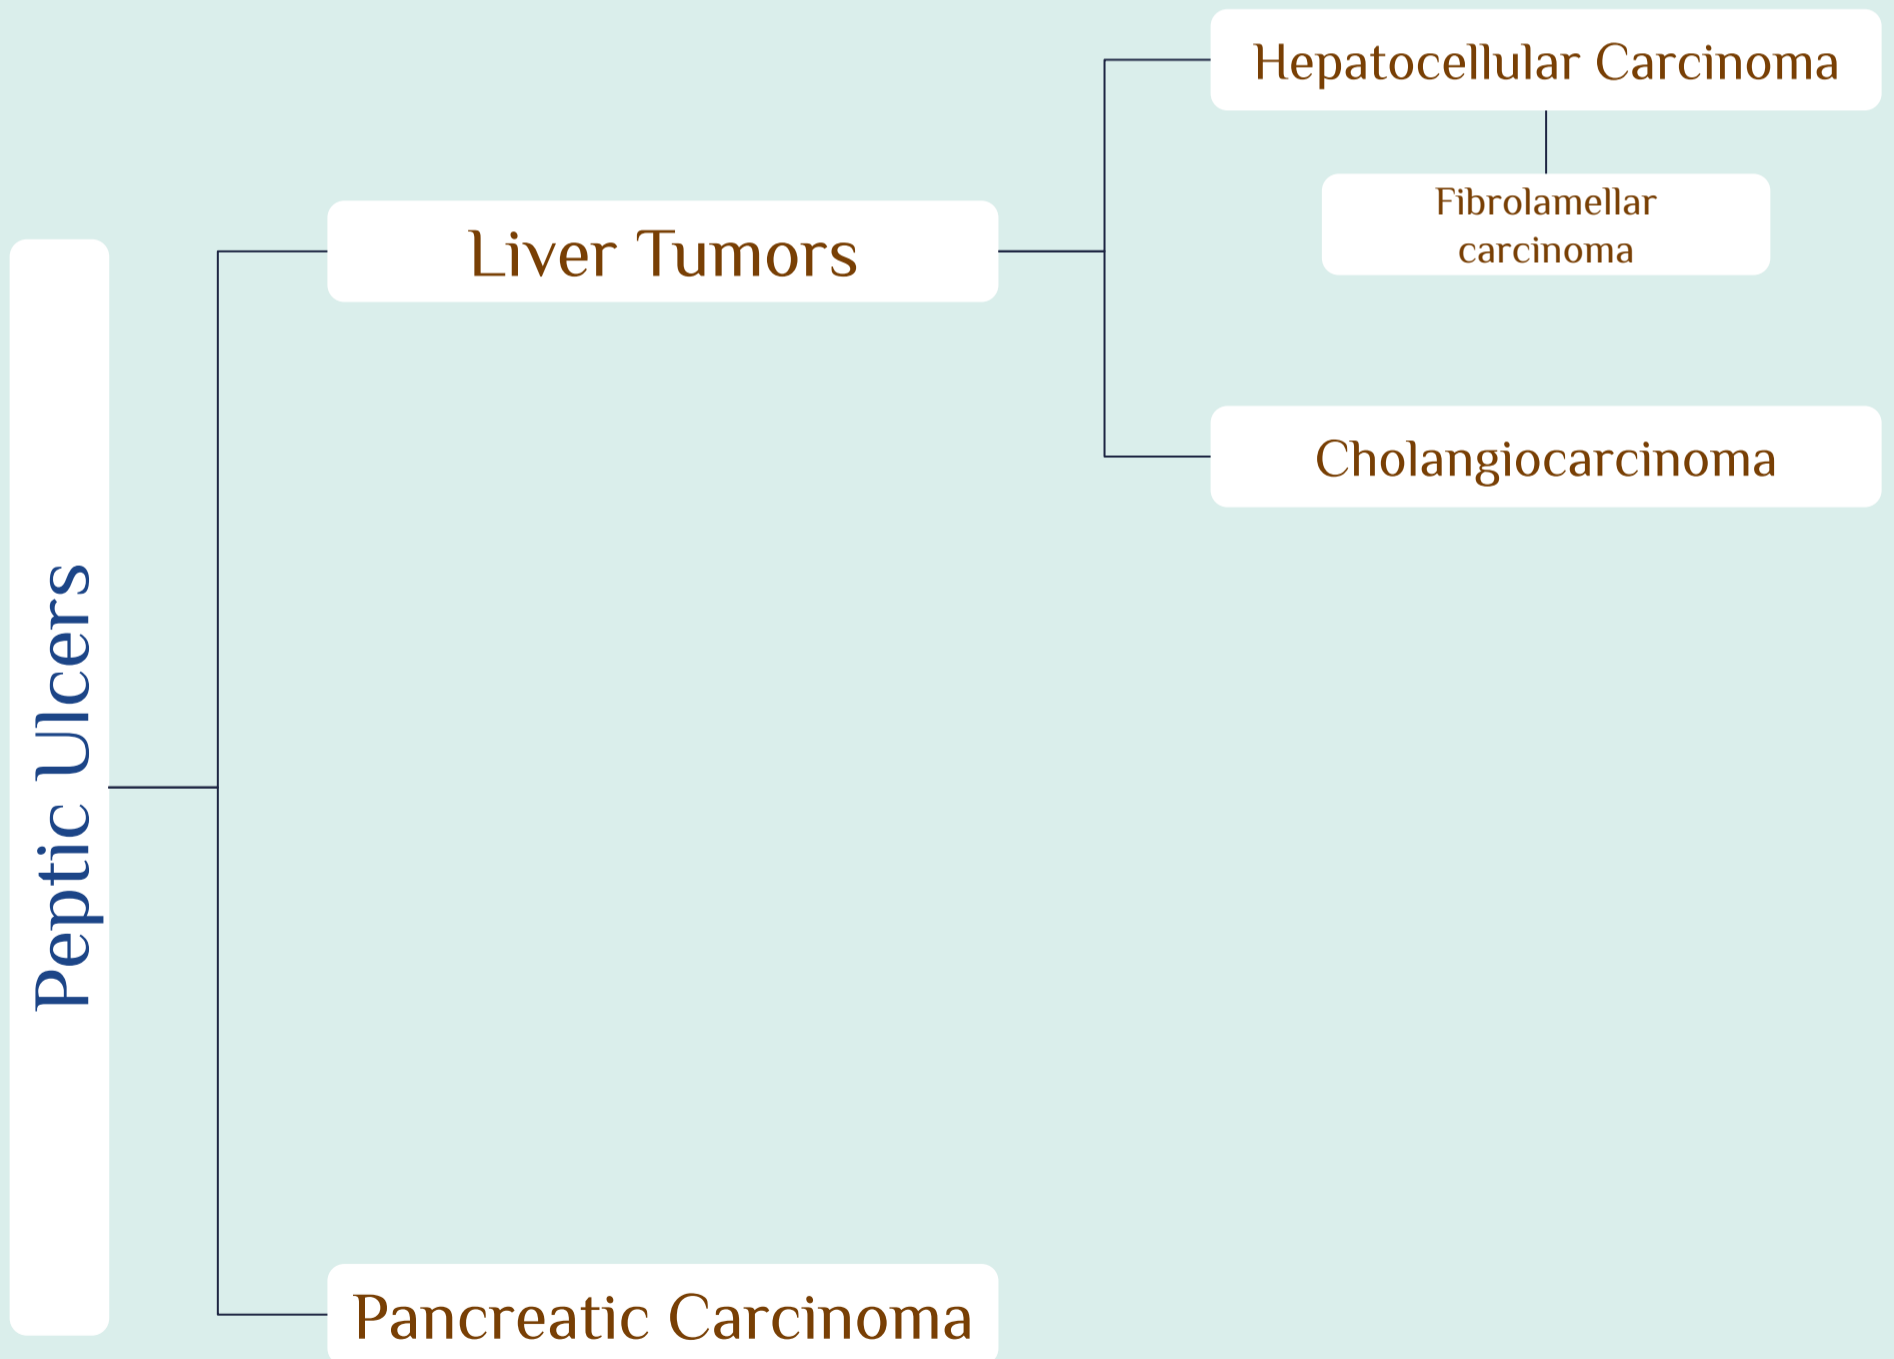 Peptic Ulcers
Liver Tumors
Hepatocellular Carcinoma
Fibrolamellar
carcinoma
Cholangiocarcinoma
Pancreatic Carcinoma